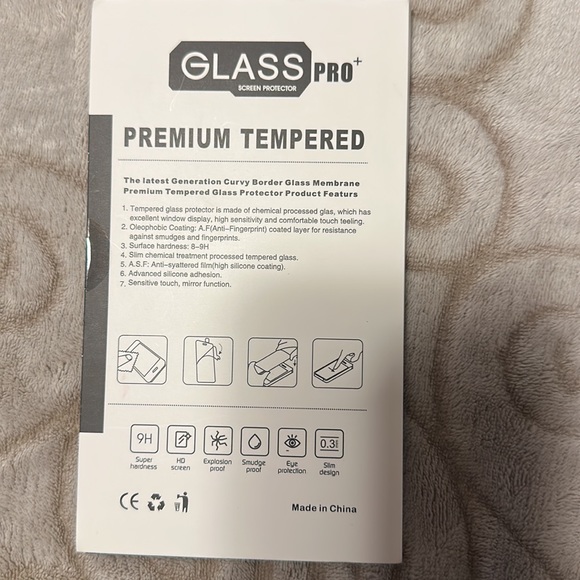 GLASS PRO+
SCREEN PROTECTOR
PREMIUM TEMPERED
The latest Generation Curvy Border Glass Membrane
Premium Tempered Glass Protector Product Featurs
1. Tempered glass protector is made of chemical processed glas, which has
excellent window display, high sensitivity and comfortable touch teeling.
2. Oleophobic Coating: A.F(Anti-Fingerprint) coated layer for resistance
against smudges and fingerprints.
3. Surface hardness: 8-9H
4. Slim chemical treatment processed tempered glass.
5. A.S.F: Anti-syattered film(high silicone coating).
6. Advanced silicone adhesion.
7. Sensitive touch, mirror function.
9H 0.3
Super hardness
HD screen
Explosion proof
Smudge proof
Eye protection
Slim design
CE
Made in China